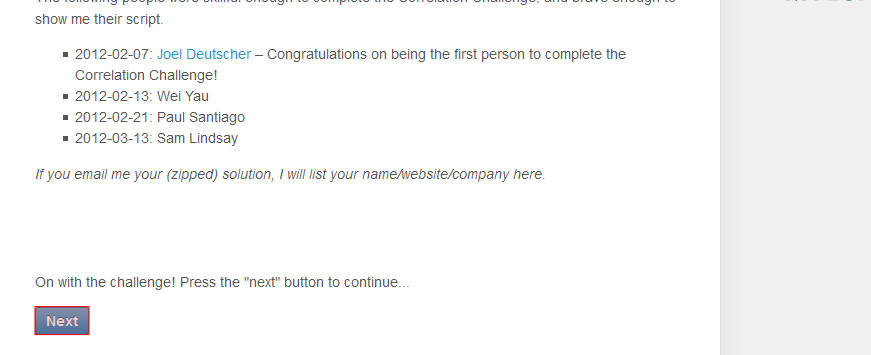 show me their script.
2012-02-07: Joel Deutscher – Congratulations on being the first person to complete the
Correlation Challenge!
2012-02-13: Wei Yau
2012-02-21: Paul Santiago
2012-03-13: Sam Lindsay
If you email me your (zipped) solution, I will list your name/website/company here.
On with the challenge! Press the "next" button to continue...
Next